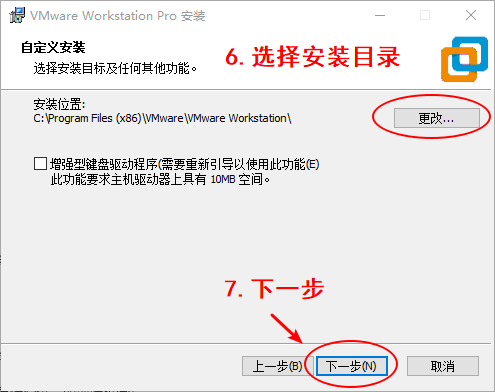 VMware Workstation Pro 安装
自定义安装
选择安装目标及任何其他功能。
6. 选择安装目录
安装位置:
C:\Program Files (x86)\VMware\VMware Workstation\
更改...
增强型键盘驱动程序(需要重新引导以使用此功能(E)
此功能要求主机驱动器上具有 10MB 空间。
7. 下一步
上一步(B)
下一步(N)
取消